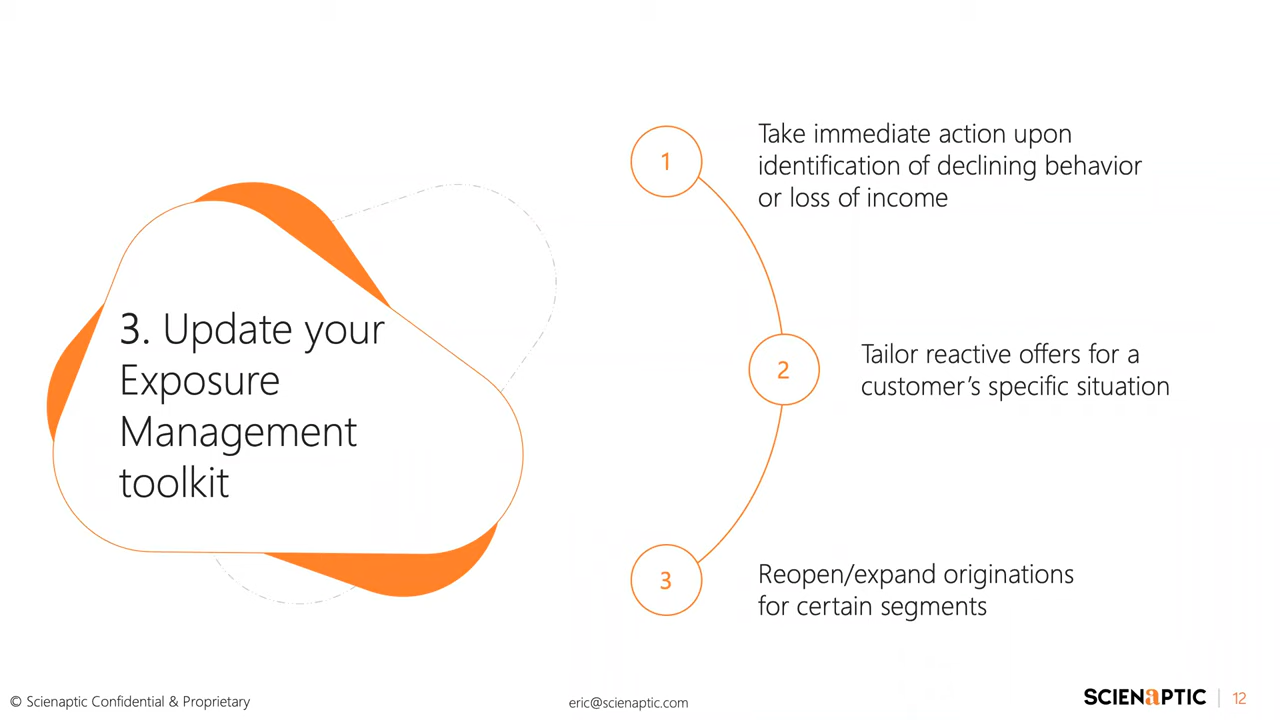 3. Update your
Exposure
Management
toolkit
1
Take immediate action upon
identification of declining behavior
or loss of income
2
Tailor reactive offers for a
customer’s specific situation
3
Reopen/expand originations
for certain segments
© Scienaptic Confidential & Proprietary
eric@scienaptic.com
SCIENAPTIC | 12